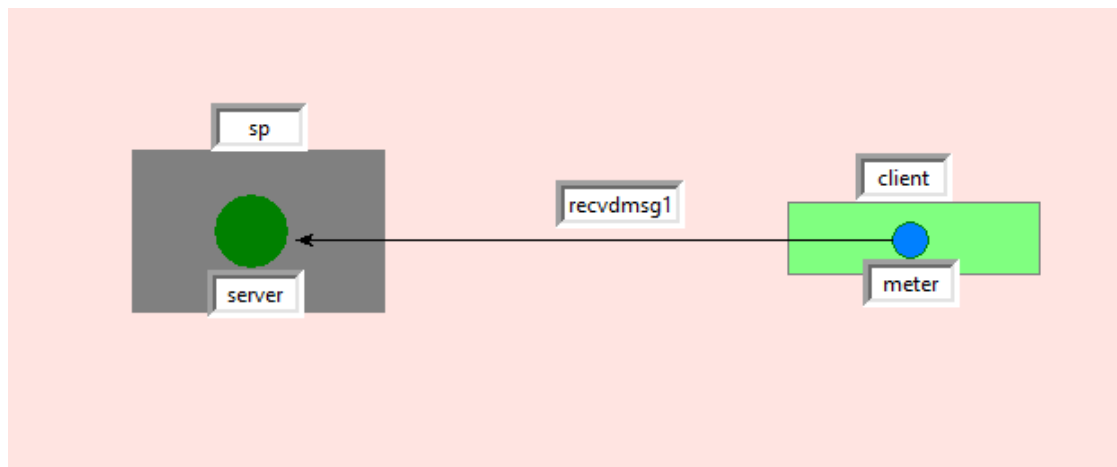 sp
client
recvdmsg1
server
meter